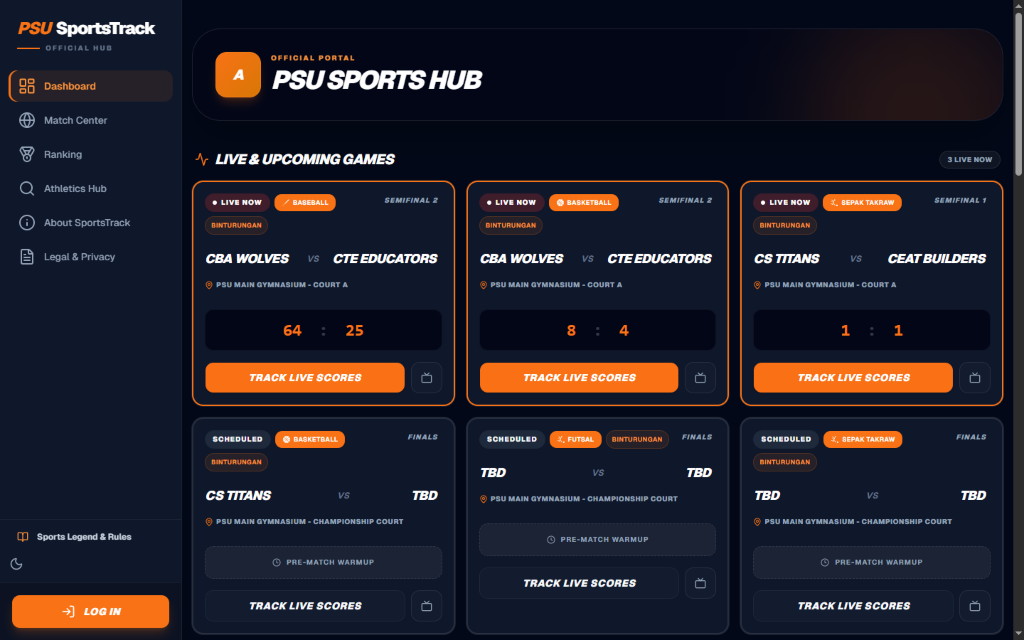 PSU SportsTrack
OFFICIAL HUB
Dashboard
Match Center
Ranking
Athletics Hub
About SportsTrack
Legal & Privacy
Sports Legend & Rules
LOG IN
A
OFFICIAL PORTAL
PSU SPORTS HUB
LIVE & UPCOMING GAMES
3 LIVE NOW
LIVE NOW BASEBALL SEMIFINAL 2
BINTURUNGAN
CBA WOLVES VS CTE EDUCATORS
PSU MAIN GYMNASIUM - COURT A
64 : 25
TRACK LIVE SCORES
LIVE NOW BASKETBALL SEMIFINAL 2
BINTURUNGAN
CBA WOLVES VS CTE EDUCATORS
PSU MAIN GYMNASIUM - COURT A
8 : 4
TRACK LIVE SCORES
LIVE NOW SEPAK TAKRAW SEMIFINAL 1
BINTURUNGAN
CS TITANS VS CEAT BUILDERS
PSU MAIN GYMNASIUM - COURT A
1 : 1
TRACK LIVE SCORES
SCHEDULED BASKETBALL FINALS
BINTURUNGAN
CS TITANS VS TBD
PSU MAIN GYMNASIUM - CHAMPIONSHIP COURT
PRE-MATCH WARMUP
TRACK LIVE SCORES
SCHEDULED FUTSAL BINTURUNGAN FINALS
TBD VS TBD
PSU MAIN GYMNASIUM - CHAMPIONSHIP COURT
PRE-MATCH WARMUP
TRACK LIVE SCORES
SCHEDULED SEPAK TAKRAW FINALS
BINTURUNGAN
TBD VS TBD
PSU MAIN GYMNASIUM - CHAMPIONSHIP COURT
PRE-MATCH WARMUP
TRACK LIVE SCORES